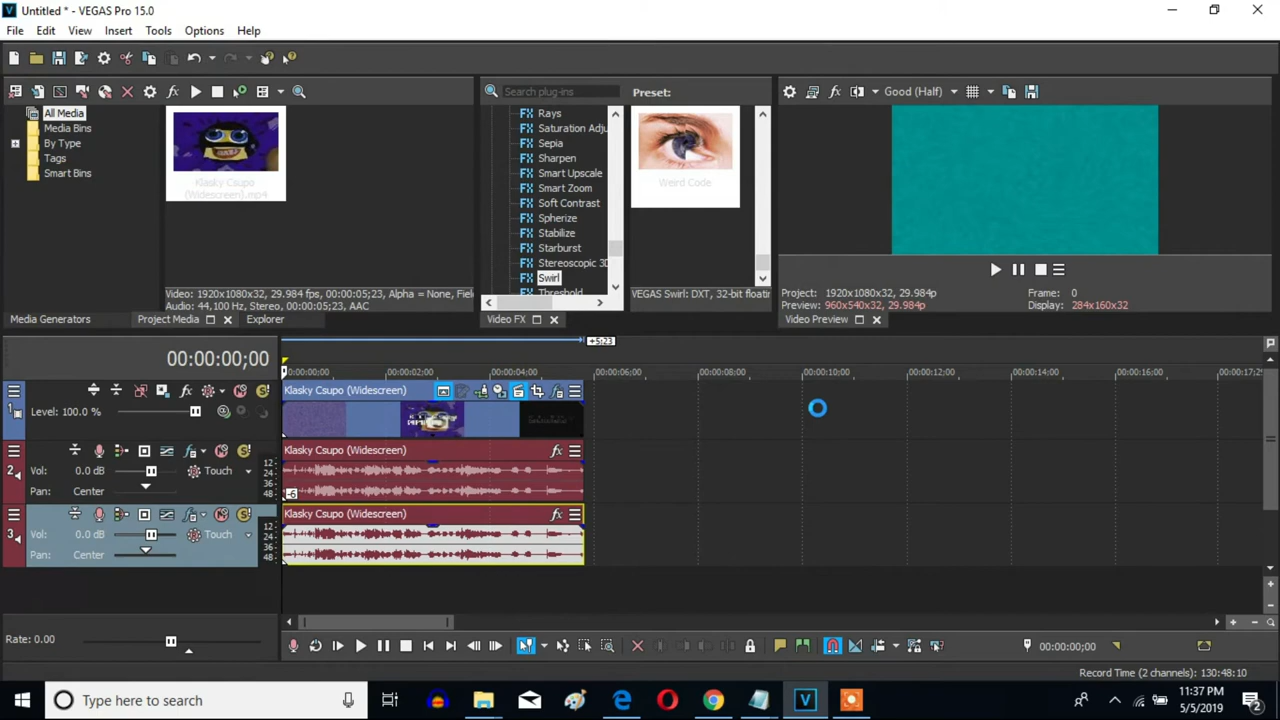 Untitled * - VEGAS Pro 15.0
File Edit View Insert Tools Options Help
Search plug-ins
Preset:
Good (Half)
All Media
Media Bins
By Type
Tags
Smart Bins
Klasky Csupo
(Widescreen).mp4
Rays
Saturation Adju
Sepia
Sharpen
Smart Upscale
Smart Zoom
Soft Contrast
Spherize
Stabilize
Starburst
Stereoscopic 3D
Swirl
Threshold
Weird Code
Video: 1920x1080x32, 29.984 fps, 00:00:05;23, Alpha = None, Fiel
Audio: 44,100 Hz, Stereo, 00:00:05;23, AAC
VEGAS Swirl: DXT, 32-bit floatin
Project: 1920x1080x32, 29.984p
Preview: 960x540x32, 29.984p
Frame: 0
Display: 284x160x32
Media Generators
Project Media
Explorer
Video FX
Video Preview
00:00:00;00
+5;23
00:00:00;00 00:00:02;00 00:00:04;00 00:00:06;00 00:00:08;00 00:00:10;00 00:00:12;00 00:00:14;00 00:00:16;00 00:00:17;29
1
Level: 100.0 %
Klasky Csupo (Widescreen)
2
Vol: 0.0 dB Touch
Pan: Center
12
24
36
48
Klasky Csupo (Widescreen) fx
-6
3
Vol: 0.0 dB Touch
Pan: Center
12
24
36
48
Klasky Csupo (Widescreen) fx
Rate: 0.00
00:00:00;00
Record Time (2 channels): 130:48:10
Type here to search
11:37 PM
5/5/2019
2